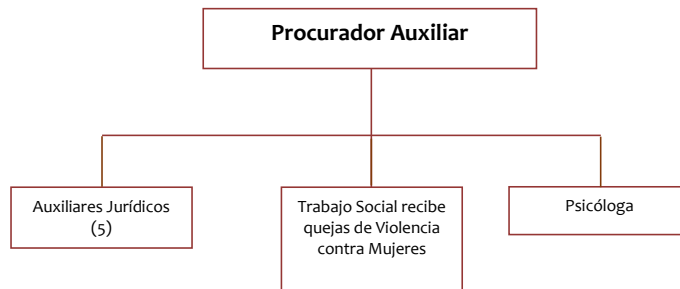 Procurador Auxiliar
Auxiliares Jurídicos
(5)
Trabajo Social recibe
quejas de Violencia
contra Mujeres
Psicóloga